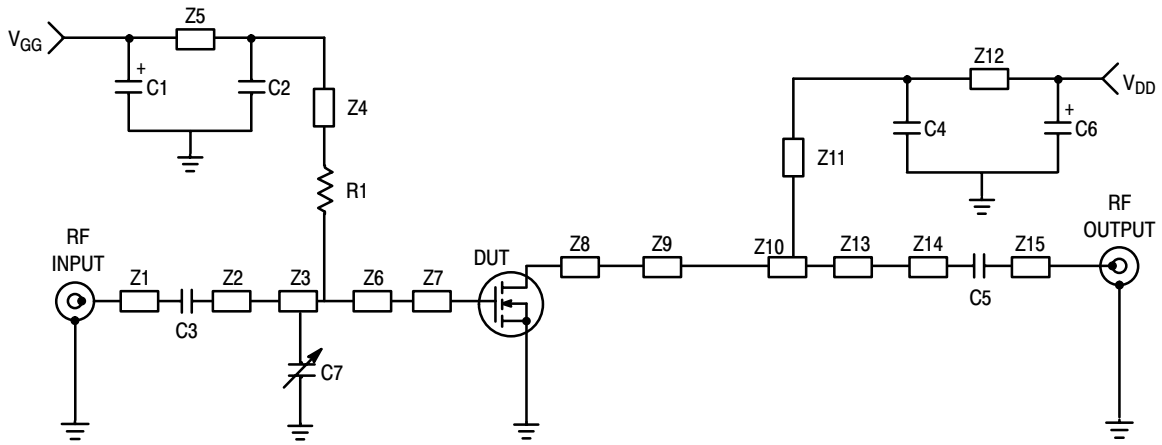 Z5
VGG
Z12
+
C1
C2
Z4
VDD
+
C4
C6
Z11
R1
RF
INPUT
RF
OUTPUT
Z1
Z2
Z3
Z6
Z7
DUT
Z8
Z9
Z10
Z13
Z14
Z15
C3
C5
C7